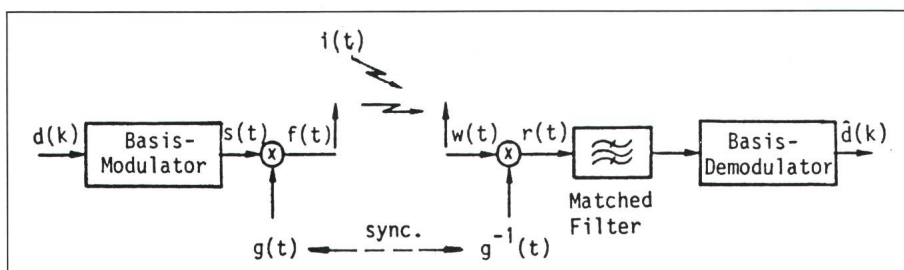 i(t)
d(k)
Basis-
Modulator
s(t)
x
f(t)
w(t)
x
r(t)
Matched
Filter
Basis-
Demodulator
d̂(k)
g(t)
sync.
g⁻¹(t)